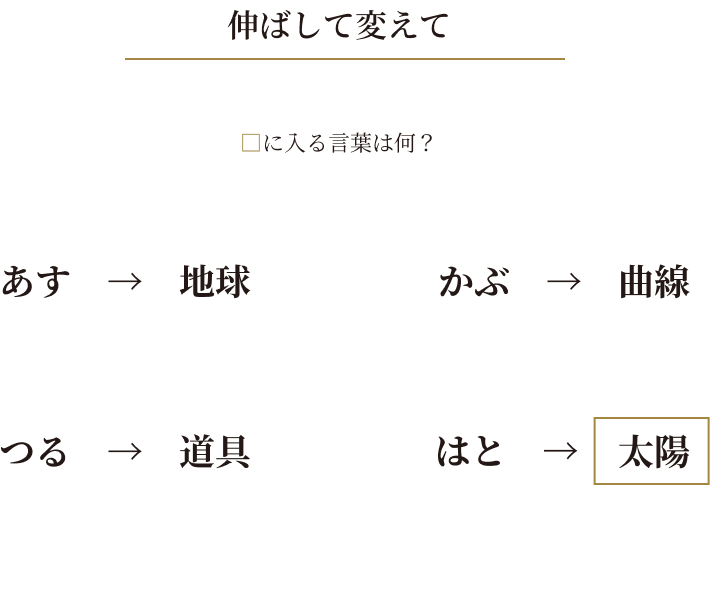 伸ばして変えて
□に入る言葉は何？
あす → 地球 かぶ → 曲線
つる → 道具 はと → 太陽